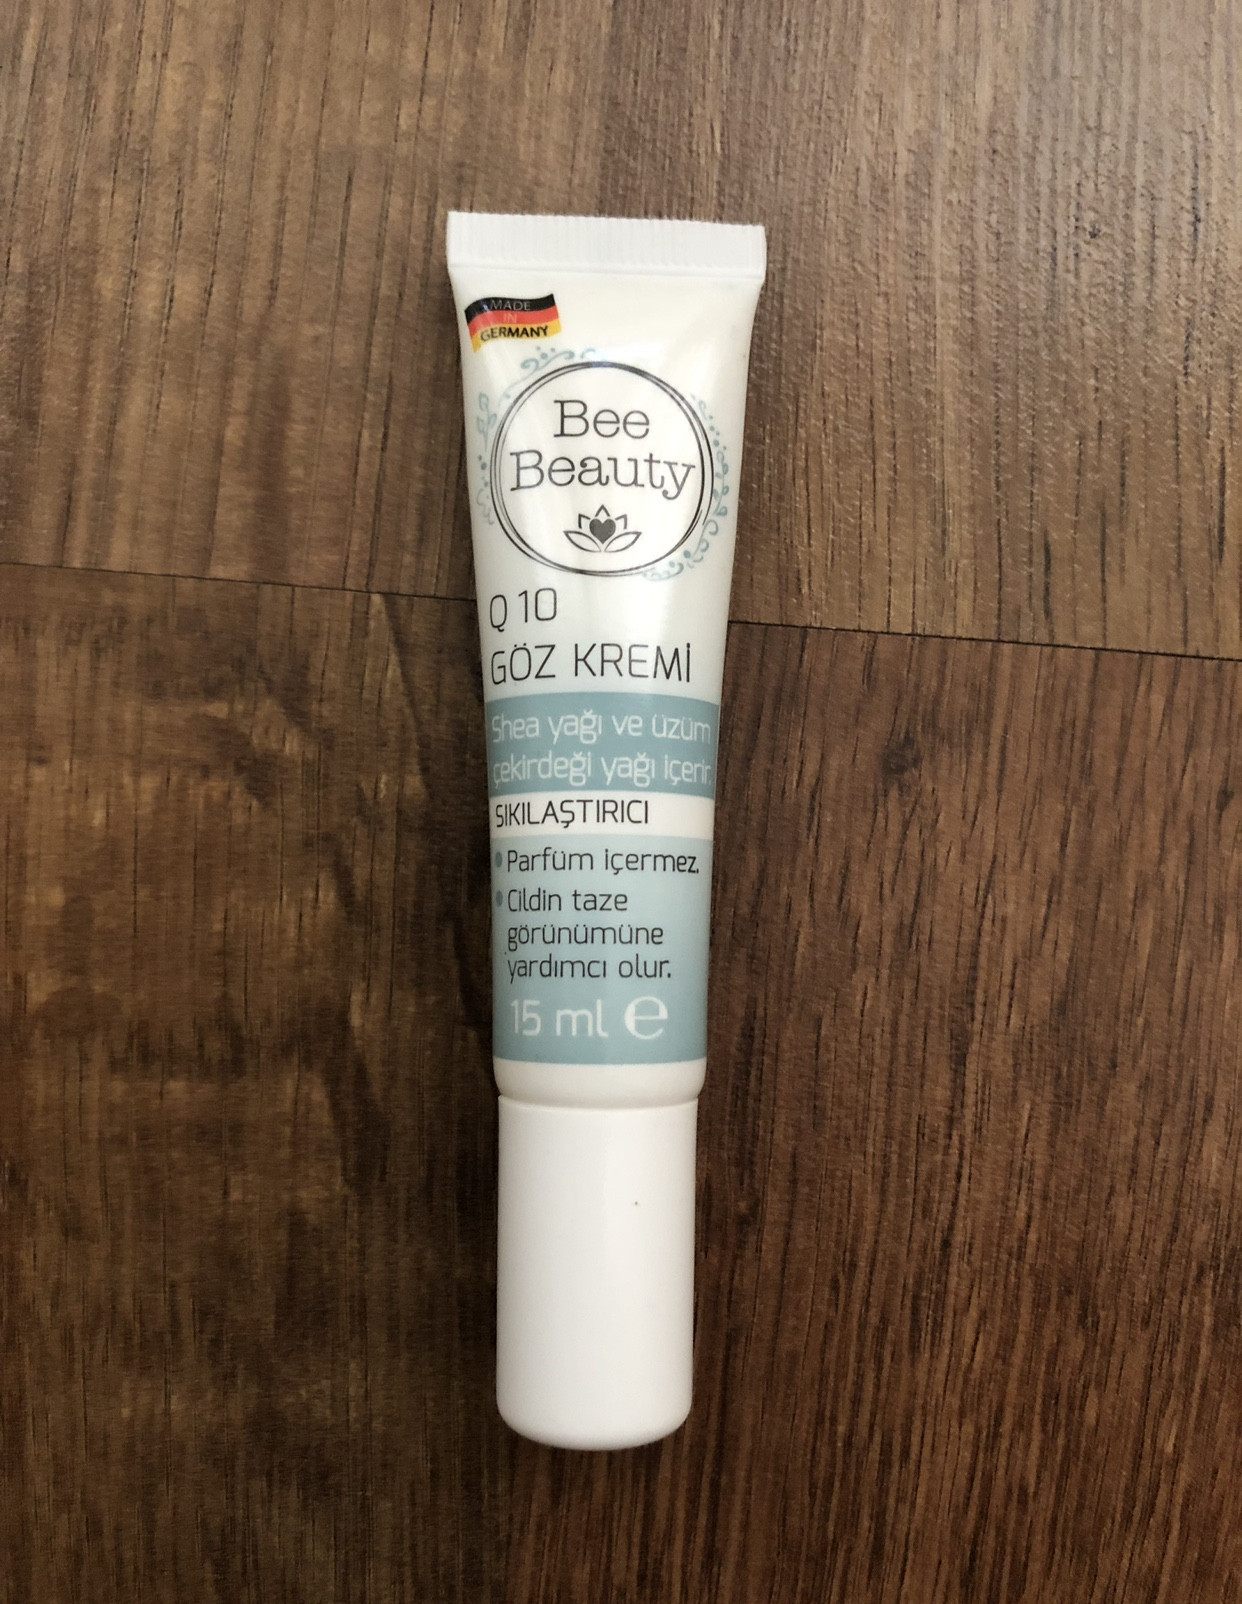 MADE
IN
GERMANY
Bee
Beauty
Q 10
GÖZ KREMİ
Shea yağı ve üzüm
çekirdeği yağı içerir.
SIKILAŞTIRICI
• Parfüm içermez.
• Cildin taze
görünümüne
yardımcı olur.
15 ml ℮